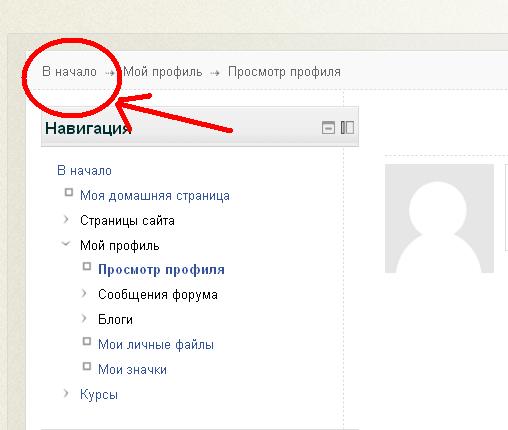 В начало → Мой профиль → Просмотр профиля
Навигация
В начало
Моя домашняя страница
Страницы сайта
Мой профиль
Просмотр профиля
Сообщения форума
Блоги
Мои личные файлы
Мои значки
Курсы